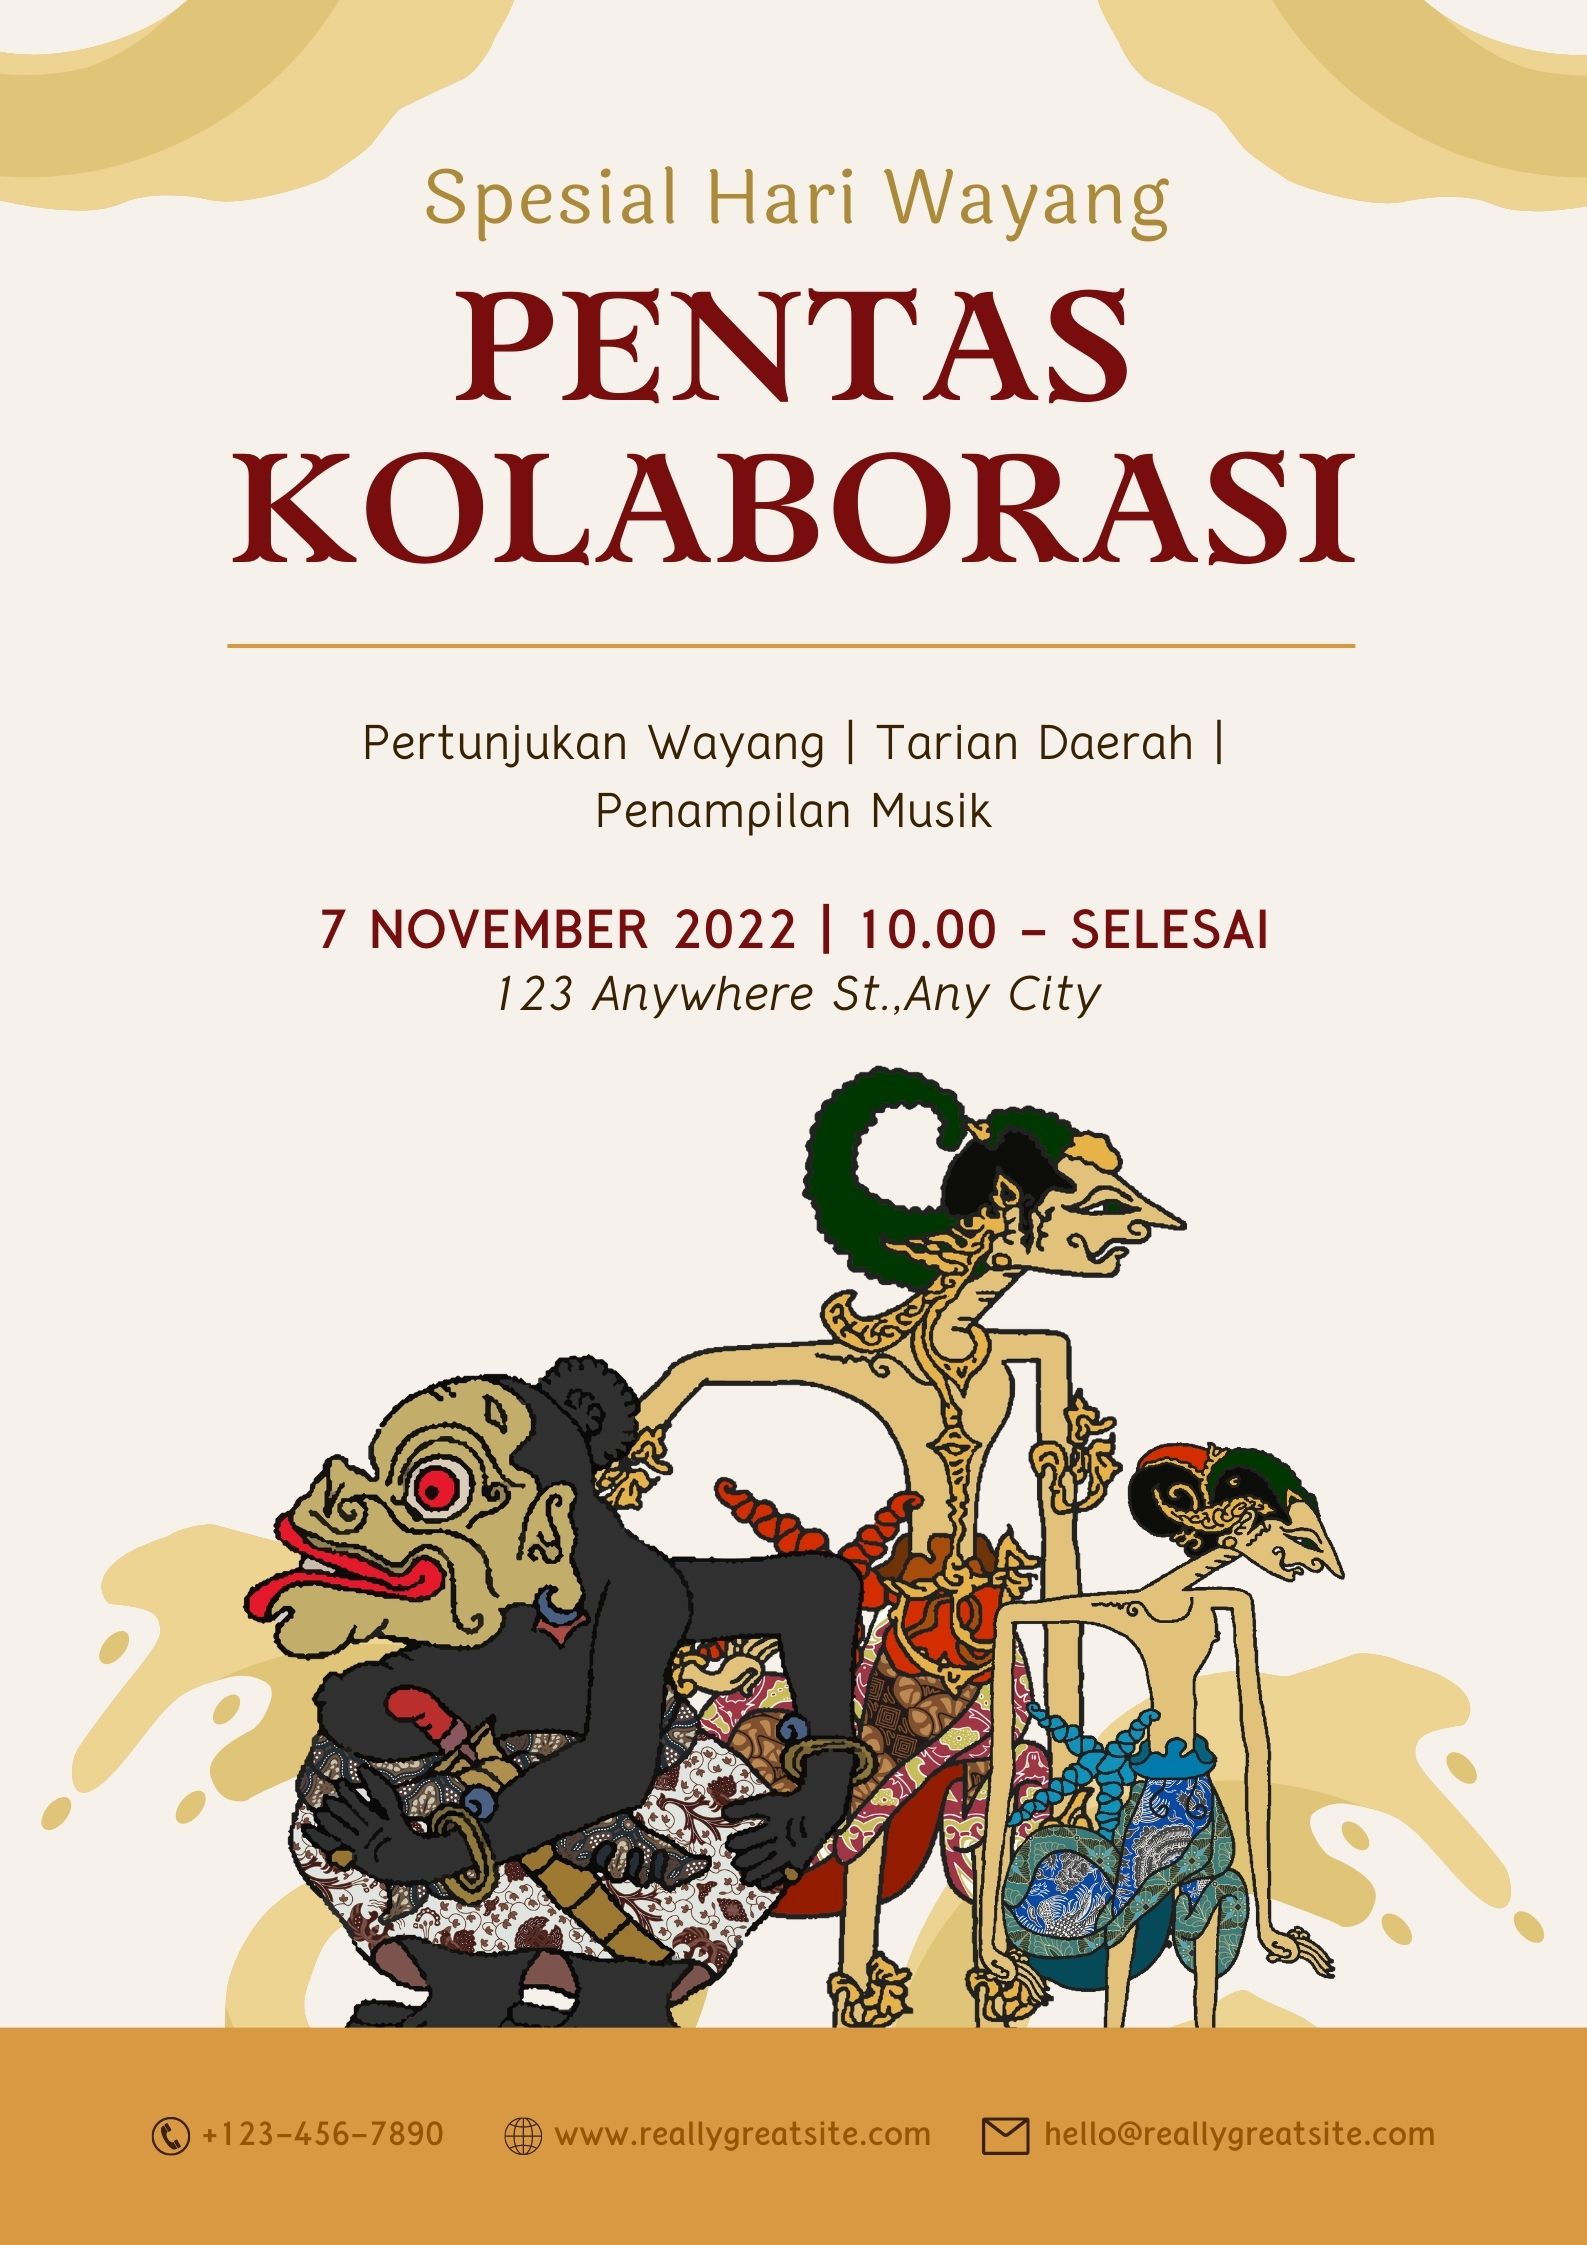 Spesial Hari Wayang
PENTAS
KOLABORASI
Pertunjukan Wayang | Tarian Daerah |
Penampilan Musik
7 NOVEMBER 2022 | 10.00 – SELESAI
123 Anywhere St.,Any City
+123-456-7890 www.reallygreatsite.com hello@reallygreatsite.com